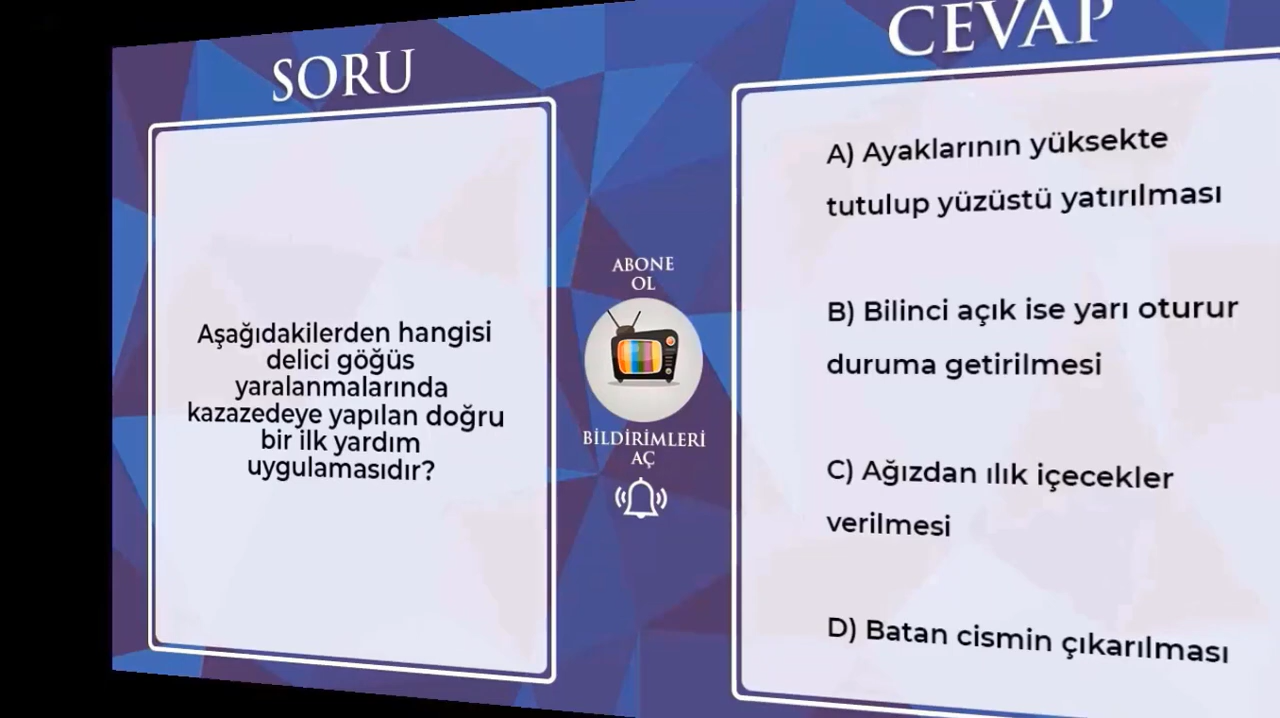 SORU
Aşağıdakilerden hangisi
delici göğüs
yaralanmalarında
kazazedeye yapılan doğru
bir ilk yardım
uygulamasıdır?
ABONE
OL
BİLDİRİMLERİ
AÇ
CEVAP
A) Ayaklarının yüksekte
tutulup yüzüstü yatırılması
B) Bilinci açık ise yarı oturur
duruma getirilmesi
C) Ağızdan ılık içecekler
verilmesi
D) Batan cismin çıkarılması